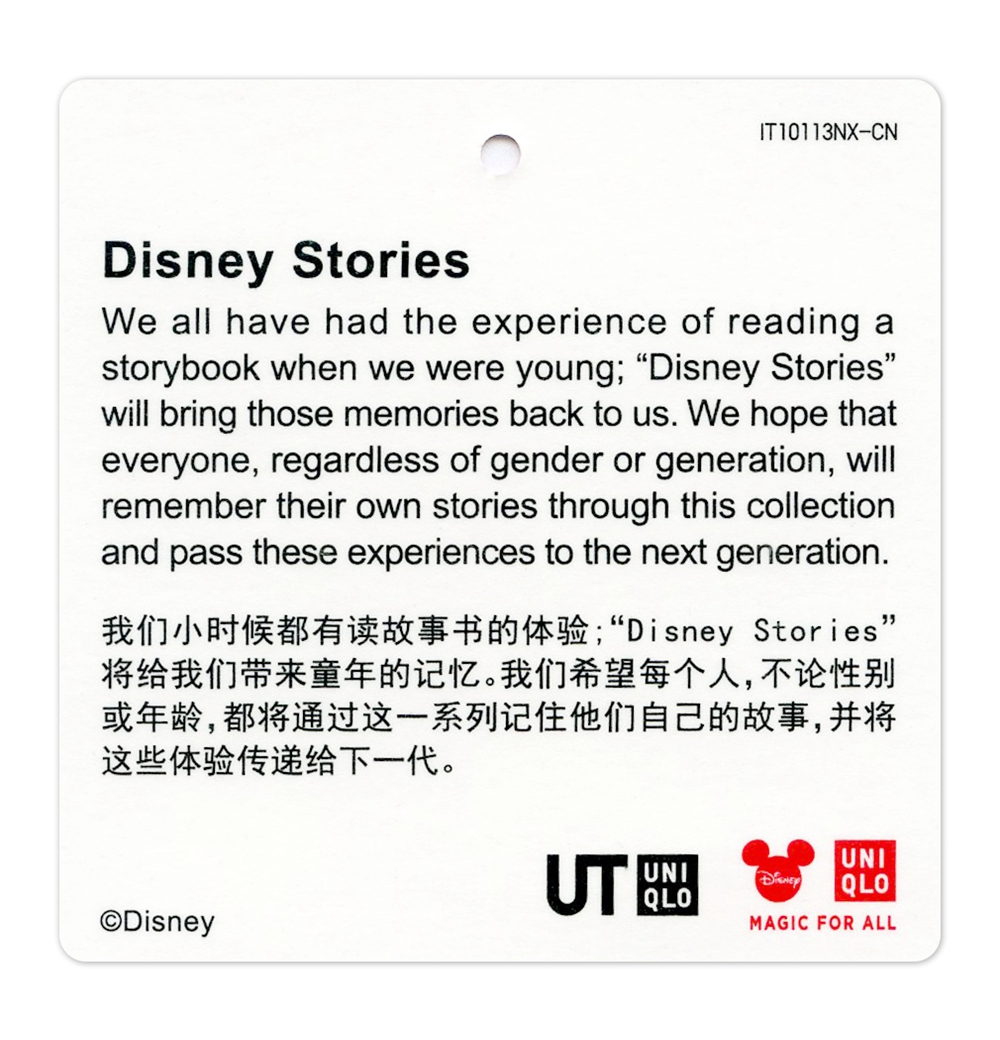 IT10113NX-CN
Disney Stories
We all have had the experience of reading a
storybook when we were young; “Disney Stories”
will bring those memories back to us. We hope that
everyone, regardless of gender or generation, will
remember their own stories through this collection
and pass these experiences to the next generation.
我们小时候都有读故事书的体验;“Disney Stories”
将给我们带来童年的记忆。我们希望每个人,不论性别
或年龄,都将通过这一系列记住他们自己的故事,并将
这些体验传递给下一代。
©Disney
UT UNI QLO
Disney
UNI QLO
MAGIC FOR ALL